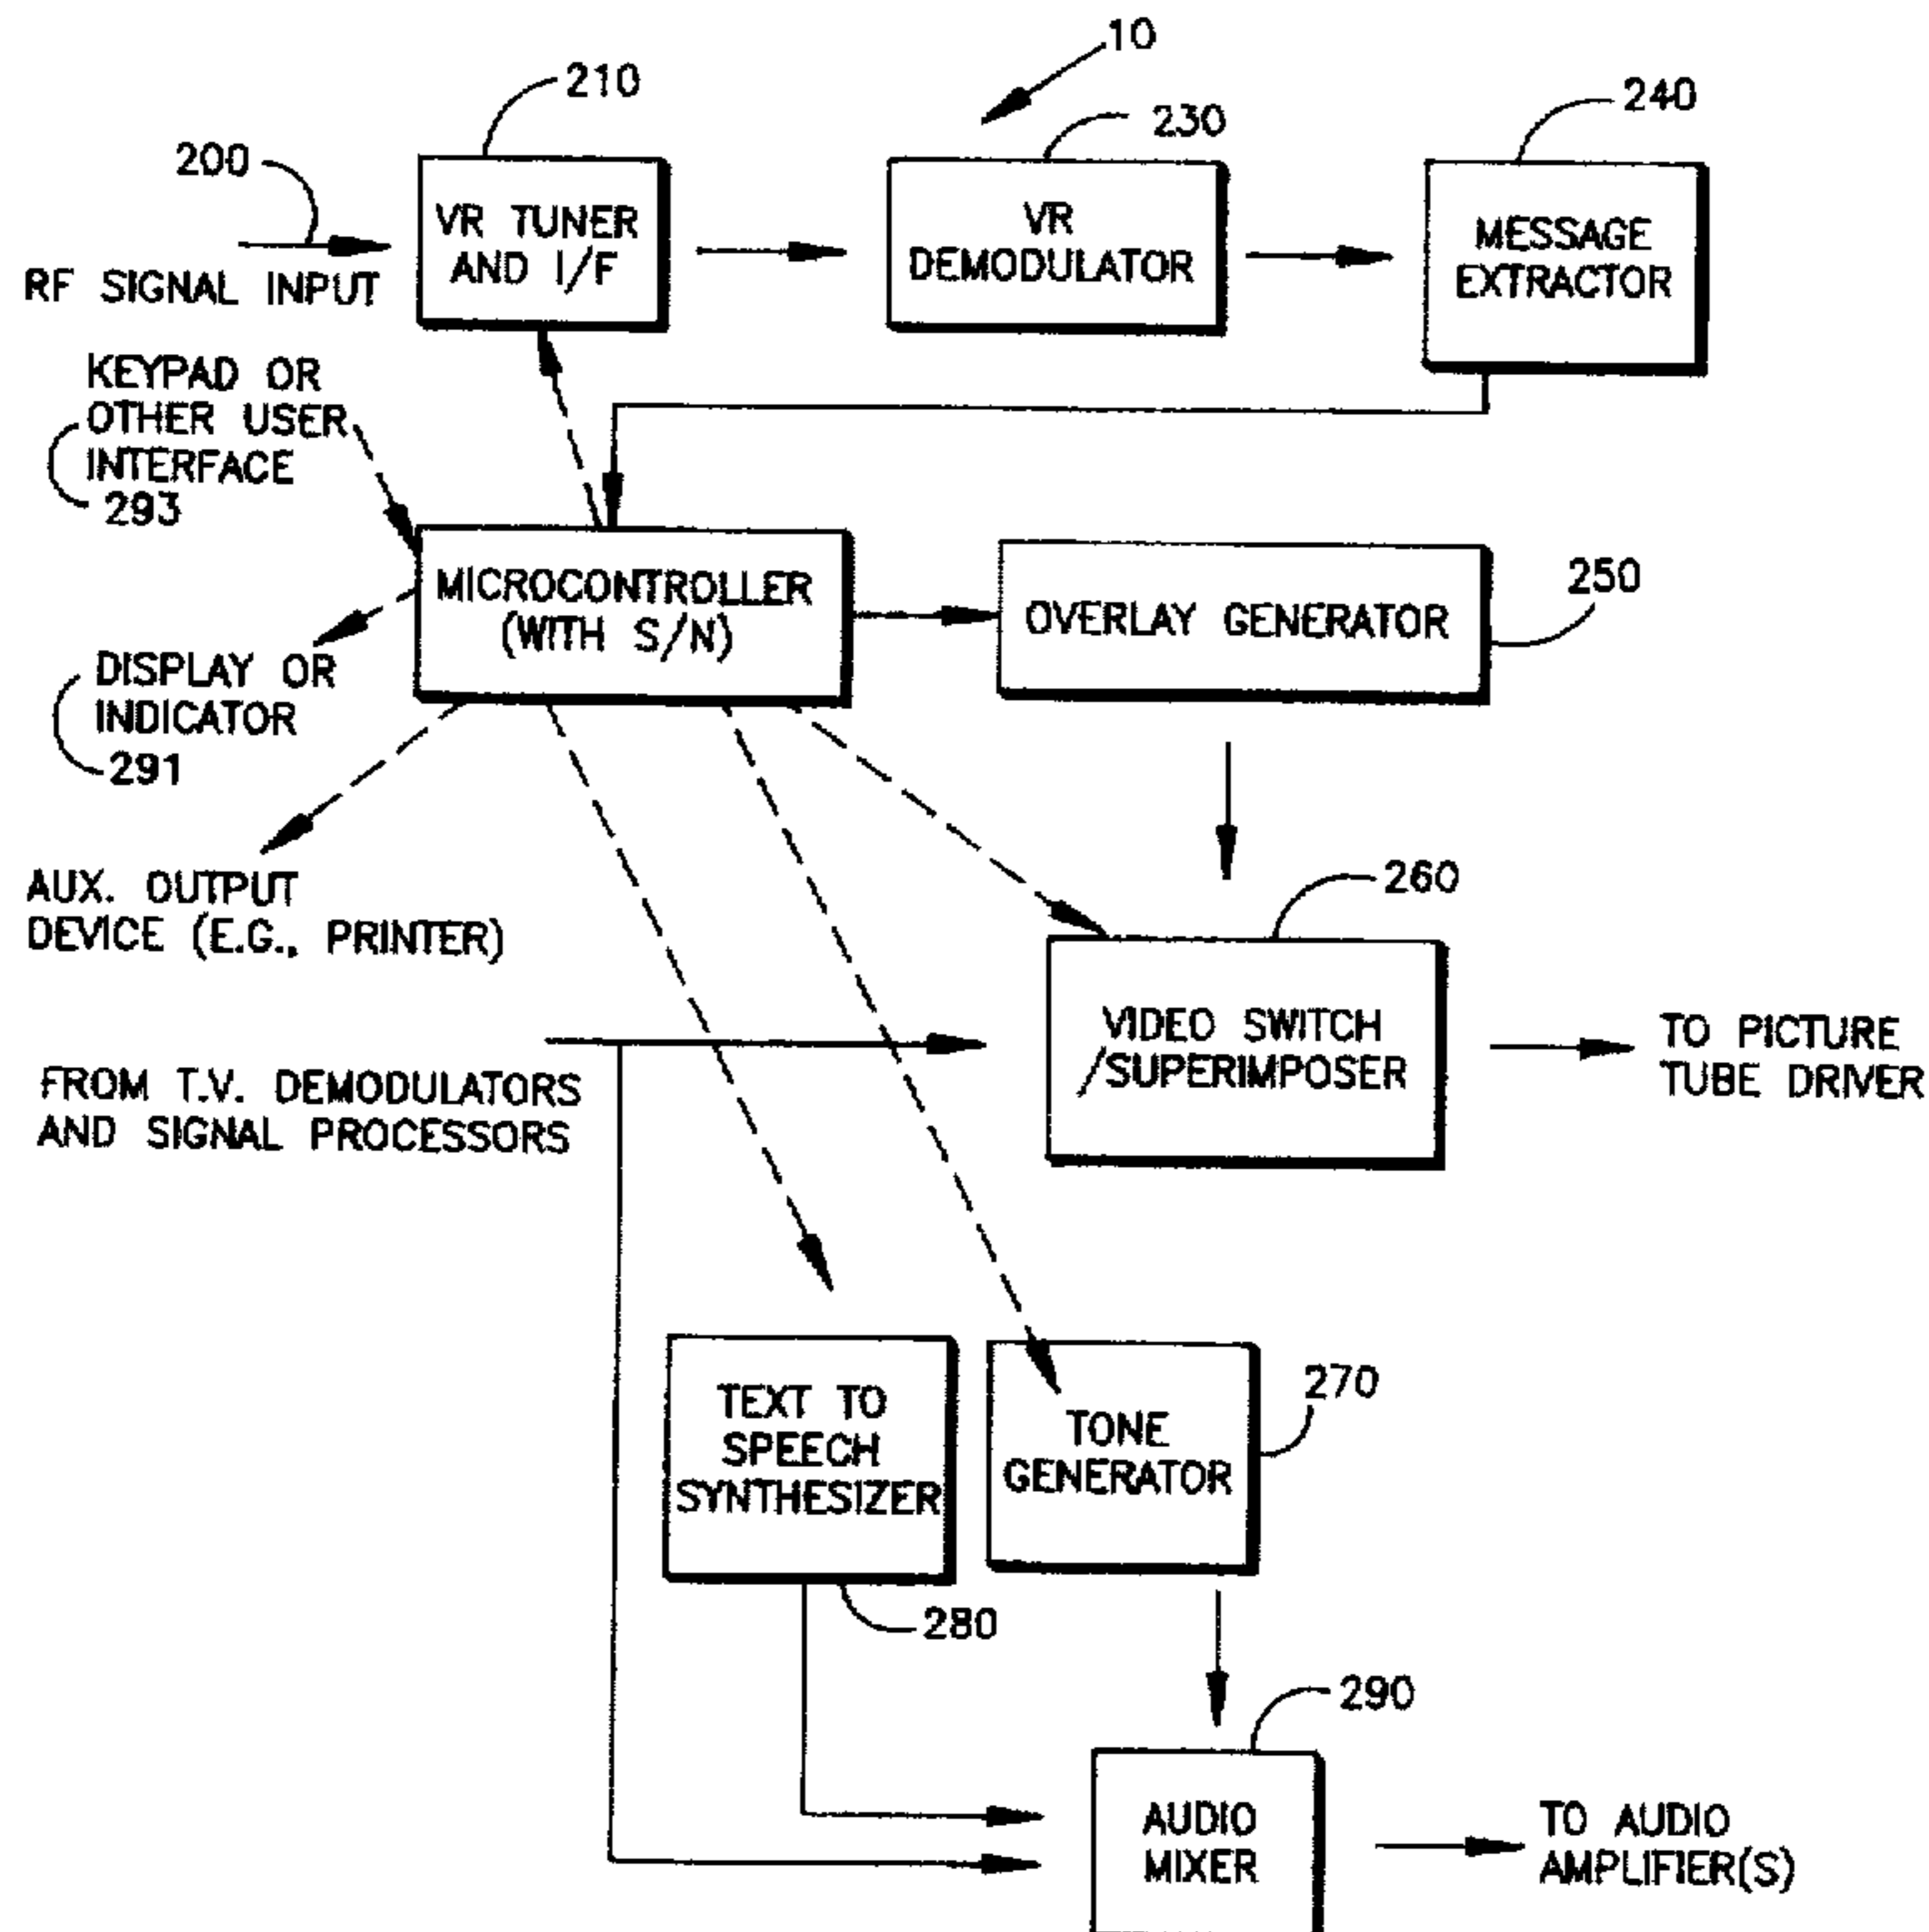 10
210
230
240
200
VR TUNER
AND I/F
VR
DEMODULATOR
MESSAGE
EXTRACTOR
RF SIGNAL INPUT
KEYPAD OR
OTHER USER
INTERFACE
293
MICROCONTROLLER
(WITH S/N)
OVERLAY GENERATOR
250
DISPLAY OR
INDICATOR
291
AUX. OUTPUT
DEVICE (E.G., PRINTER)
260
VIDEO SWITCH
/SUPERIMPOSER
TO PICTURE
TUBE DRIVER
FROM T.V. DEMODULATORS
AND SIGNAL PROCESSORS
TEXT TO
SPEECH
SYNTHESIZER
280
TONE
GENERATOR
270
290
AUDIO
MIXER
TO AUDIO
AMPLIFIER(S)